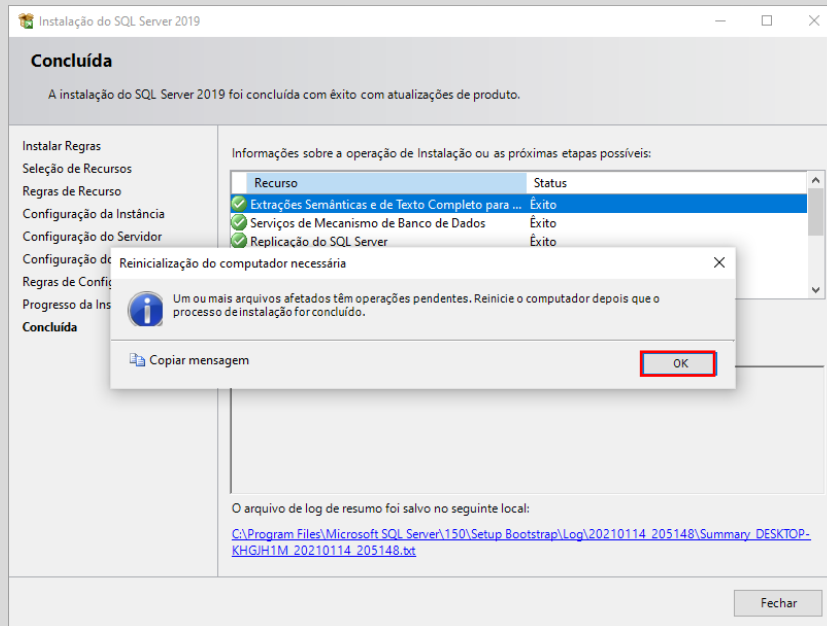 Instalação do SQL Server 2019
Concluída
A instalação do SQL Server 2019 foi concluída com êxito com atualizações de produto.
Instalar Regras
Seleção de Recursos
Regras de Recurso
Configuração da Instância
Configuração do Servidor
Configuração do
Regras de Config
Progresso da Ins
Concluída
Informações sobre a operação de Instalação ou as próximas etapas possíveis:
Recurso Status
Extrações Semânticas e de Texto Completo para ... Êxito
Serviços de Mecanismo de Banco de Dados Êxito
Replicação do SQL Server Êxito
Reinicialização do computador necessária
Um ou mais arquivos afetados têm operações pendentes. Reinicie o computador depois que o
processo de instalação for concluído.
Copiar mensagem
OK
O arquivo de log de resumo foi salvo no seguinte local:
C:\Program Files\Microsoft SQL Server\150\Setup Bootstrap\Log\20210114_205148\Summary_DESKTOP-
KHGJH1M_20210114_205148.txt
Fechar